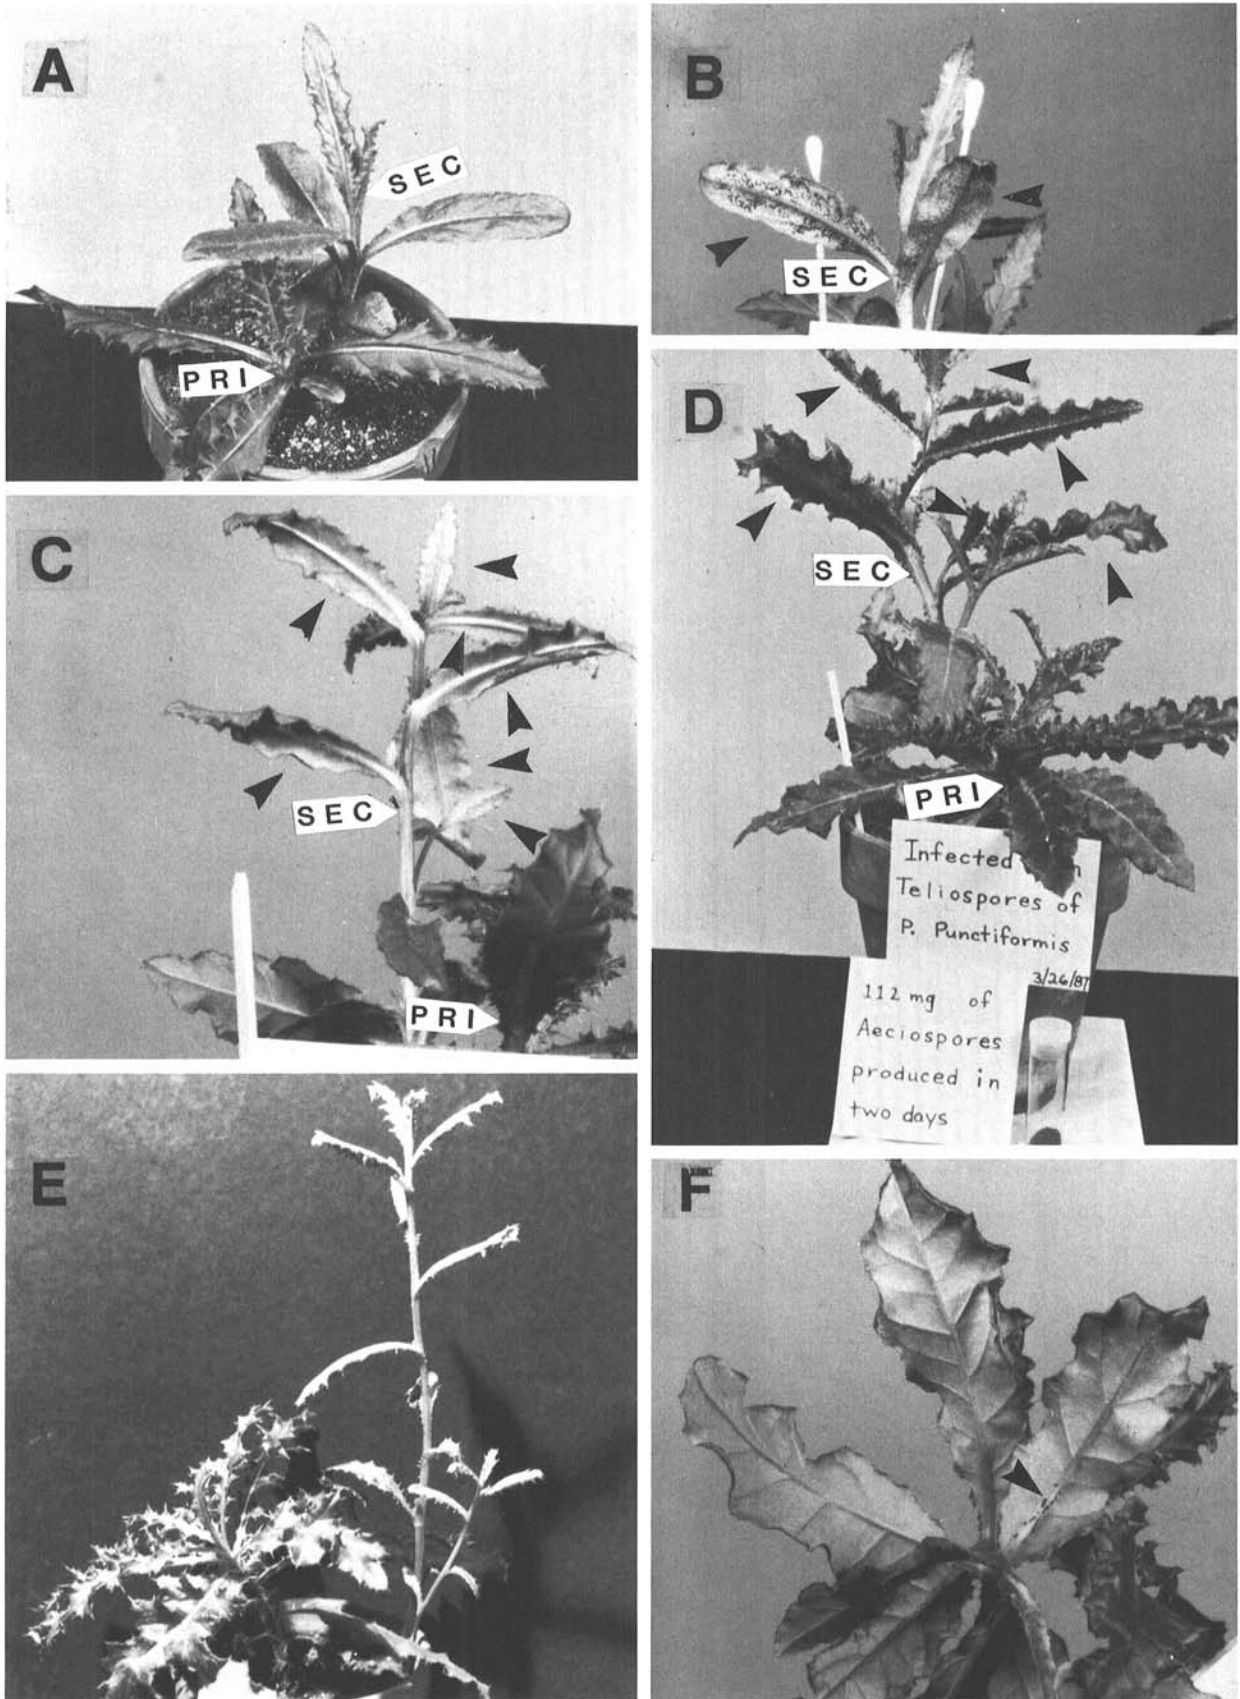 A
SEC
PRI
B
SEC
C
SEC
PRI
D
SEC
PRI
Infected
Teliospores of
P. Punctiformis
3/26/87
112 mg of
Aeciospores
produced in
two days
E
F